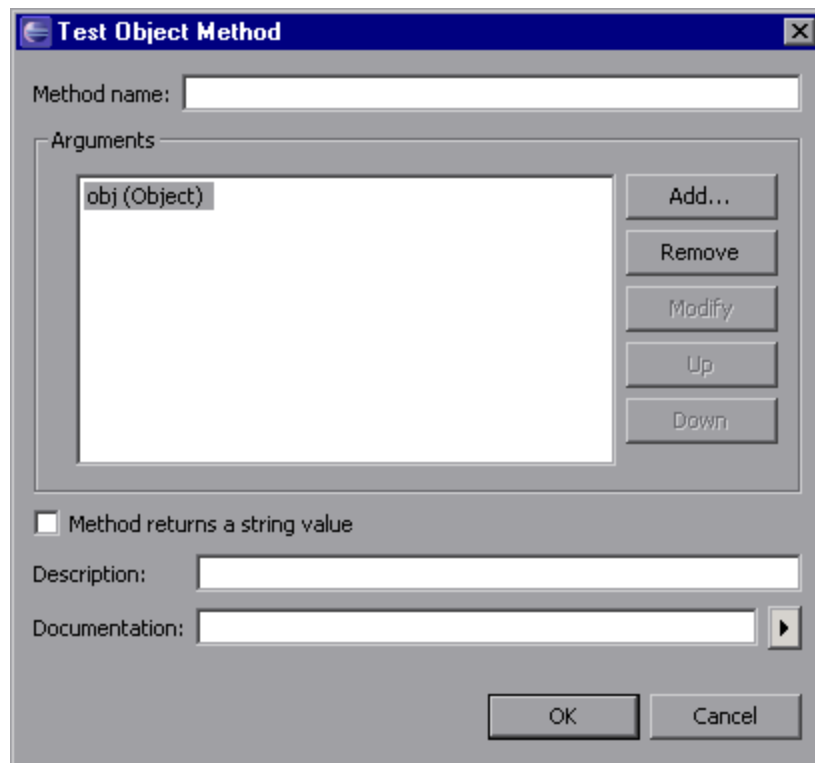 Test Object Method
Method name:
Arguments
obj (Object)
Add...
Remove
Modify
Up
Down
Method returns a string value
Description:
Documentation:
OK
Cancel